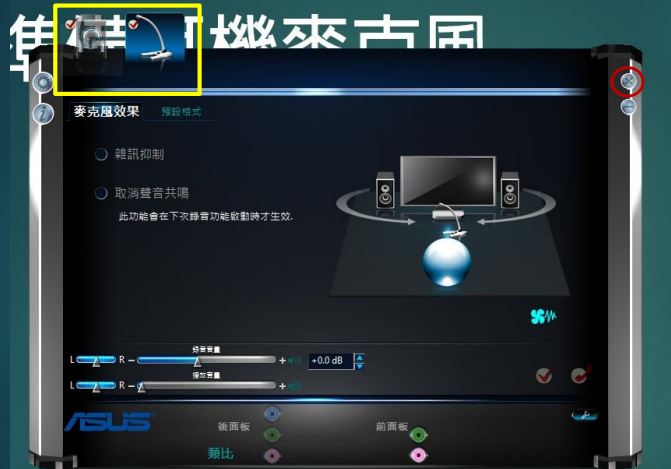 準備耳機麥克風
麥克風效果 預設格式
雜訊抑制
取消聲音共鳴
此功能會在下次錄音功能啟動時才生效.
錄音音量
L R - + +0.0 dB
播放音量
L R - +
ASUS
後面板 前面板
類比